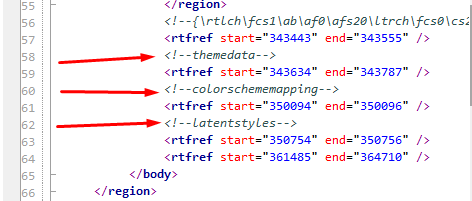 55 </region>
56 <!--{\rtlch\fcs1\ab\af0\afs20\ltrch\fcs0\cs2
57 <rtfref start="343443" end="343555" />
58 <!--themedata-->
59 <rtfref start="343634" end="343787" />
60 <!--colorschememapping-->
61 <rtfref start="350094" end="350096" />
62 <!--latentstyles-->
63 <rtfref start="350754" end="350756" />
64 <rtfref start="361485" end="364710" />
65 </body>
66 </region>